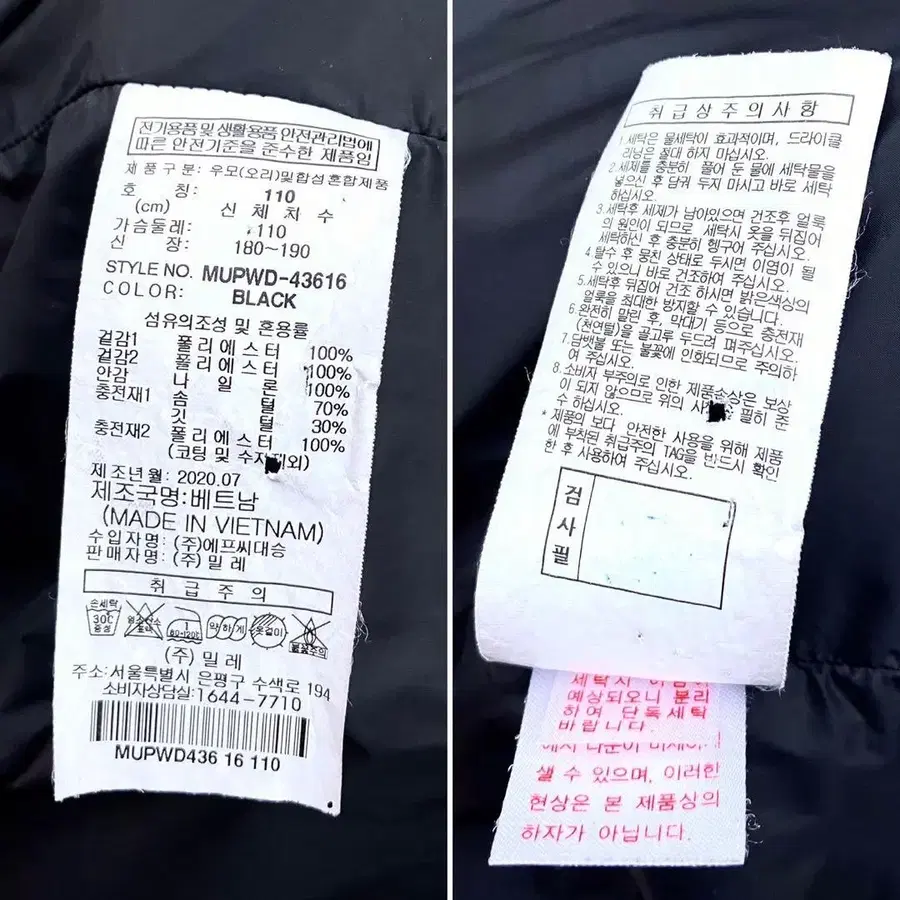 전기용품및 생활용품 안전관리법에
따른 안전기준을 준수한 제품임
제품구분: 우모(오리)및합섬 혼합제품
호 칭: 110
(cm) 신 체 치 수
가슴둘레: 110
신 장: 180~190
STYLE NO. MUPWD-43616
COLOR: BLACK
섬유의조성 및 혼용률
겉감1 폴리에스터 100%
겉감2 폴리에스터 100%
안감 나 일 론 100%
충전재1 솜 털 70%
깃 털 30%
충전재2 폴리에스터 100%
(코팅 및 수자제외)
제조년월: 2020.07
제조국명:베트남
(MADE IN VIETNAM)
수입자명: (주)에프씨대승
판매자명: (주) 밀레
취 급 주 의
손세탁
30℃
중성
염소산소
표백
1
80-120℃
약하게
옷걸이
불꽃주의
(주) 밀레
주소:서울특별시 은평구 수색로 194
소비자상담실:1644-7710
MUPWD436 16 110
취급상주의사항
1.세탁은 물세탁이 효과적이며, 드라이클
리닝은 절대 하지 마십시오.
2.세제를 충분히 풀어 둔 물에 세탁물을
넣으신 후 담궈 두지 마시고 바로 세탁
하십시오.
3.세탁후 세제가 남아있으면 건조후 얼룩
의 원인이 되므로 세탁시 옷을 뒤집어
세탁하신 후 충분히 헹구어 주십시오.
4.탈수 후 뭉친 상태로 두시면 이염이 될
수 있으니 바로 건조하여 주십시오.
5.세탁후 뒤집어 건조 하시면 밝은색상의
얼룩을 최대한 방지할 수 있습니다.
6.완전히 말린 후, 막대기 등으로 충전재
(천연털)을 골고루 두드려 펴주십시오.
7.담뱃불 또는 불꽃에 인화되므로 주의하
여 주십시오.
8.소비자 부주의로 인한 제품손상은 보상
이 되지 않으므로 위의 필히 준
수 하십시오.
* 제품의 보다 안전한 사용을 위해 제품
에 부착된 취급주의 TAG을 반드시 확인
한 후 사용하여 주십시오.
검
사
필
세탁시
예상되오니 분리
하여 단독세탁
바랍니다.
샐 수 있으며, 이러한
현상은 본 제품상의
하자가 아닙니다.